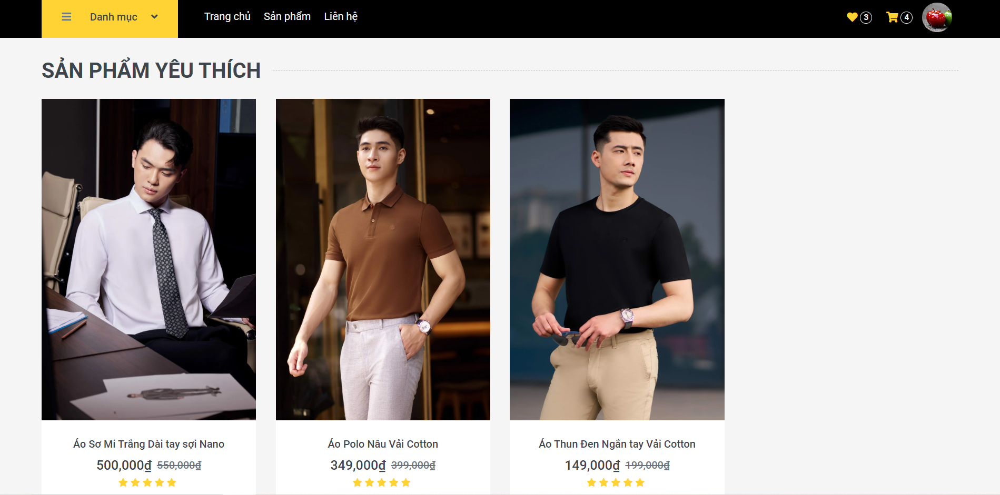 Danh mục
Trang chủ Sản phẩm Liên hệ
3
4
SẢN PHẨM YÊU THÍCH
Áo Sơ Mi Trắng Dài tay sợi Nano
500,000₫ 550,000₫
Áo Polo Nâu Vải Cotton
349,000₫ 399,000₫
Áo Thun Đen Ngắn tay Vải Cotton
149,000₫ 199,000₫